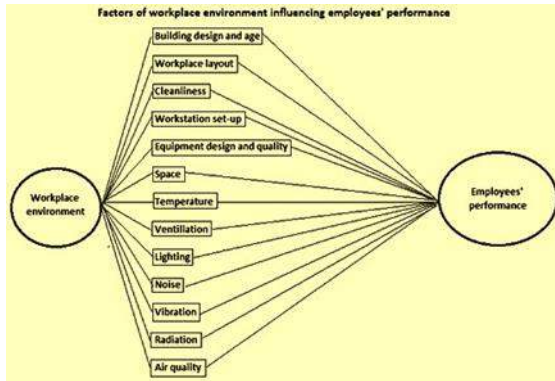 Factors of workplace environment influencing employees' performance
Building design and age
Workplace layout
Cleanliness
Workstation set-up
Equipment design and quality
Space
Workplace
environment
Temperature
Employees'
performance
Ventillation
Lighting
Noise
Vibration
Radiation
Air quality